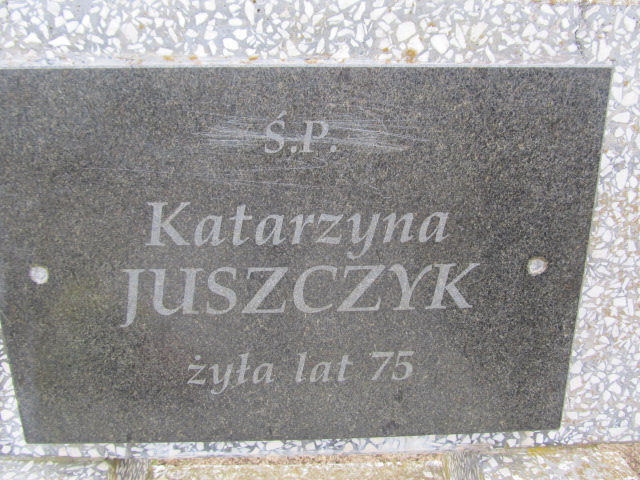 Ś.P.
Katarzyna
JUSZCZYK
żyła lat 75